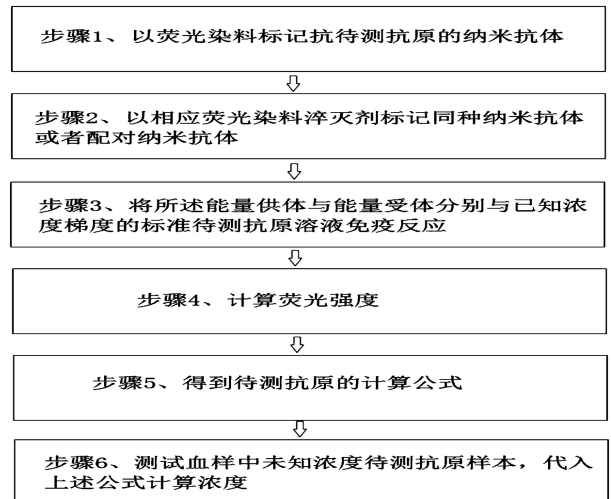 步骤1、以荧光染料标记抗待测抗原的纳米抗体
步骤2、以相应荧光染料淬灭剂标记同种纳米抗体
或者配对纳米抗体
步骤3、将所述能量供体与能量受体分别与已知浓
度梯度的标准待测抗原溶液免疫反应
步骤4、计算荧光强度
步骤5、得到待测抗原的计算公式
步骤6、测试血样中未知浓度待测抗原样本，代入
上述公式计算浓度